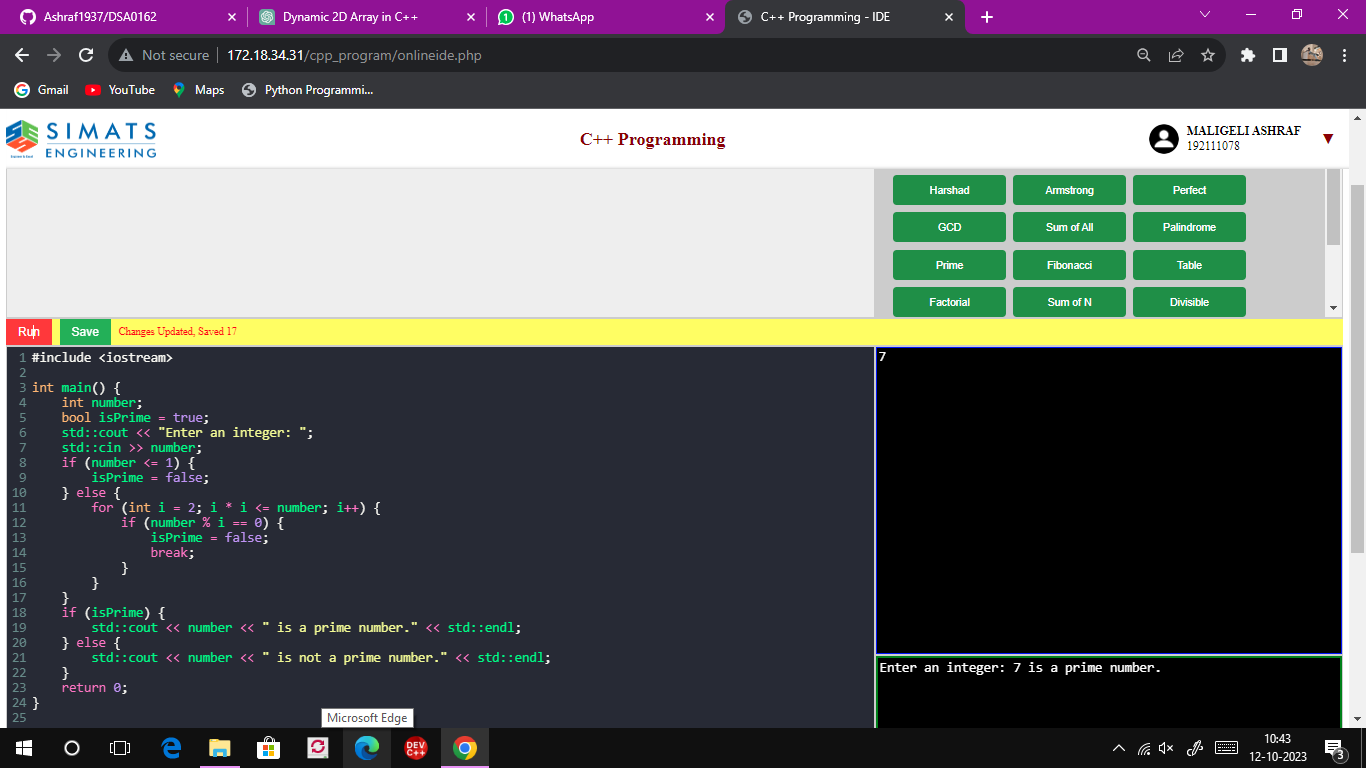 Ashraf1937/DSA0162
Dynamic 2D Array in C++
(1) WhatsApp
C++ Programming - IDE
Not secure
172.18.34.31/cpp_program/onlineide.php
Gmail
YouTube
Maps
Python Programmi...
SIMATS
ENGINEERING
C++ Programming
MALIGELI ASHRAF
192111078
Harshad Armstrong Perfect
GCD Sum of All Palindrome
Prime Fibonacci Table
Factorial Sum of N Divisible
Run Save Changes Updated, Saved 17
1 #include <iostream>
2
3 int main() {
4     int number;
5     bool isPrime = true;
6     std::cout << "Enter an integer: ";
7     std::cin >> number;
8     if (number <= 1) {
9         isPrime = false;
10     } else {
11         for (int i = 2; i * i <= number; i++) {
12             if (number % i == 0) {
13                 isPrime = false;
14                 break;
15             }
16         }
17     }
18     if (isPrime) {
19         std::cout << number << " is a prime number." << std::endl;
20     } else {
21         std::cout << number << " is not a prime number." << std::endl;
22     }
23     return 0;
24 }
25
7
Enter an integer: 7 is a prime number.
Microsoft Edge
DEV
C++
10:43
12-10-2023
3